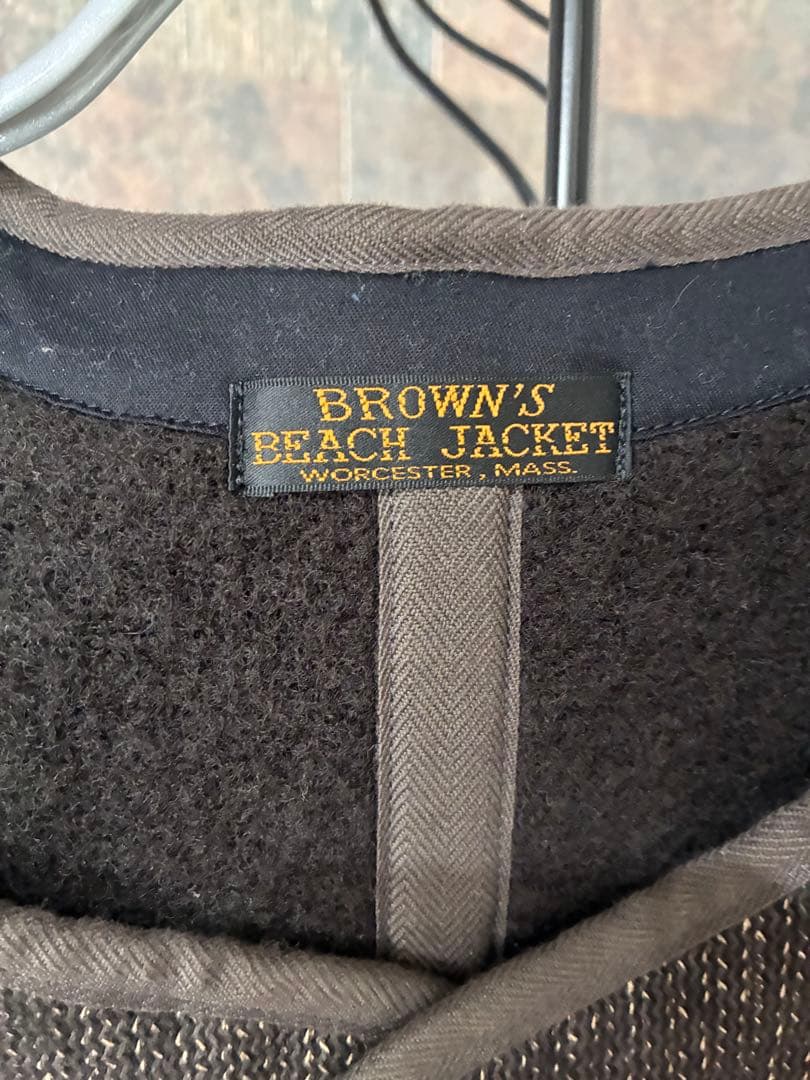 BROWN'S
BEACH JACKET
WORCESTER, MASS.